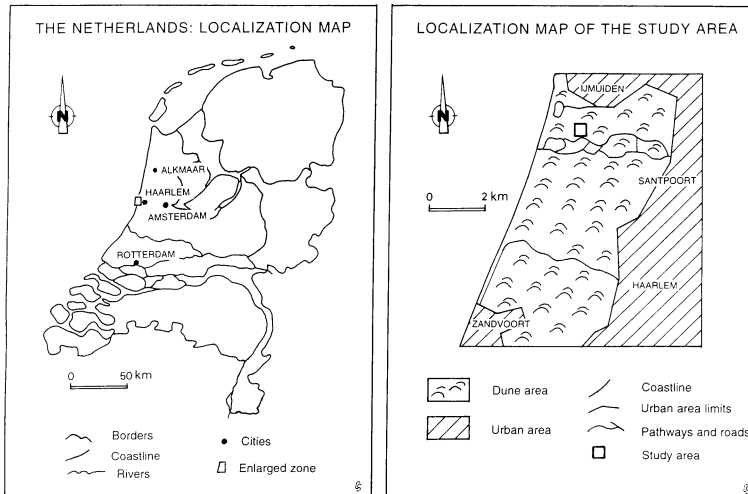 THE NETHERLANDS: LOCALIZATION MAP
N
ALKMAAR
HAARLEM
AMSTERDAM
ROTTERDAM
0 50 km
Borders
Coastline
Rivers
Cities
Enlarged zone
LOCALIZATION MAP OF THE STUDY AREA
N
IJMUIDEN
0 2 km
SANTPOORT
HAARLEM
ZANDVOORT
Dune area
Urban area
Coastline
Urban area limits
Pathways and roads
Study area